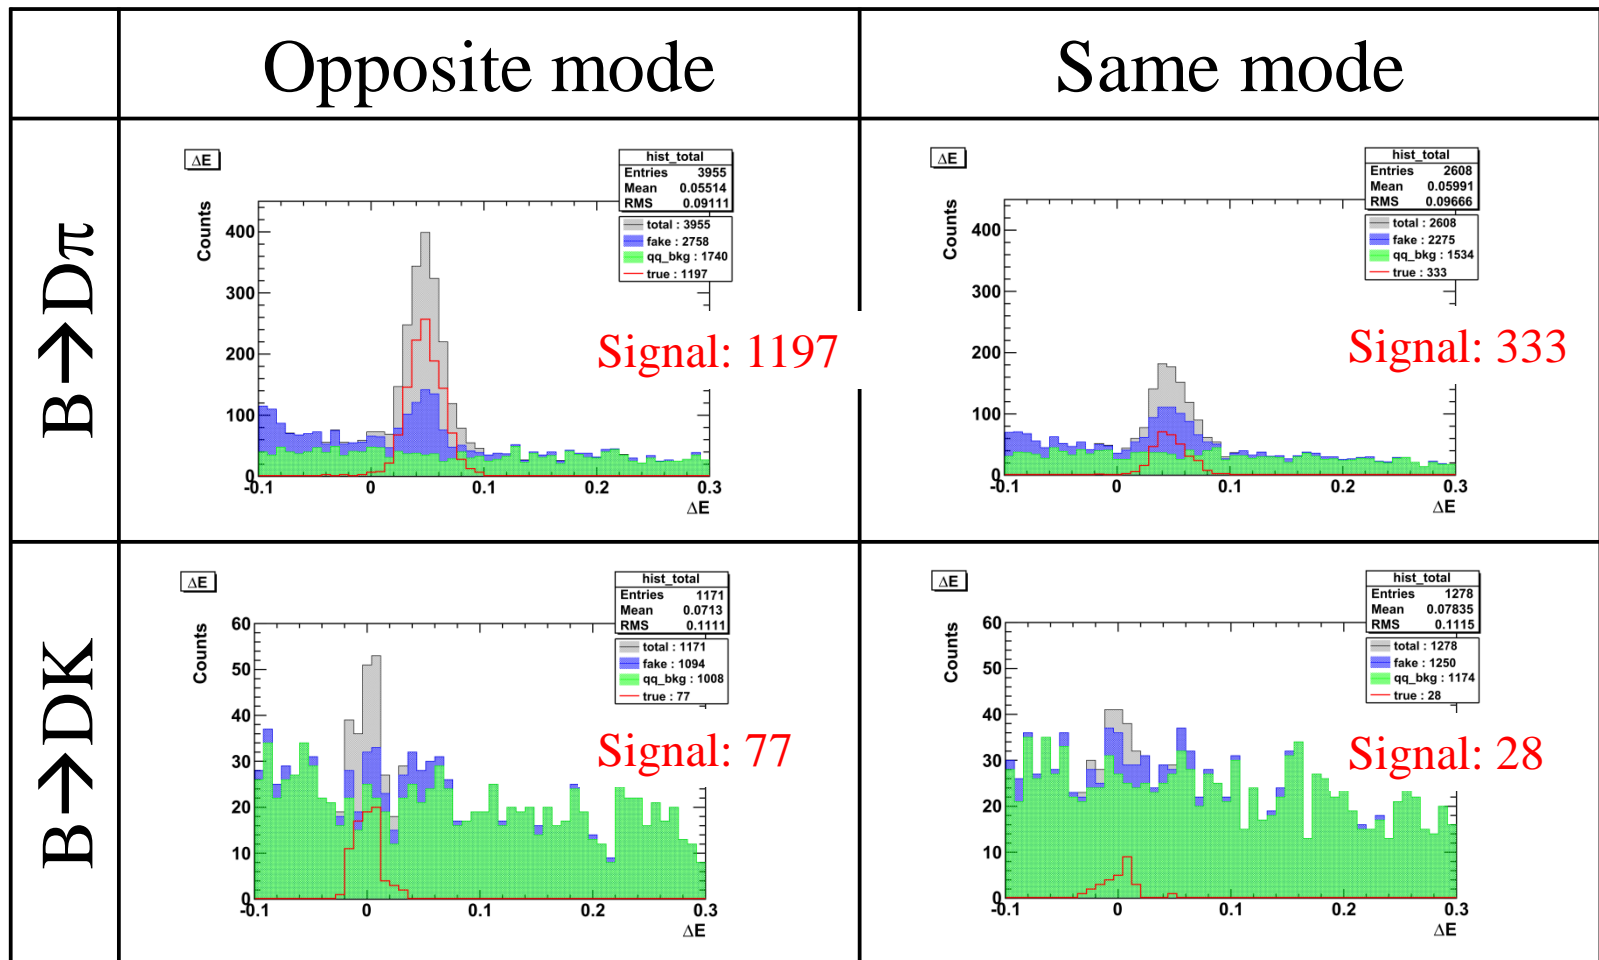 Opposite mode
Same mode
B→Dπ
ΔE
hist_total
Entries 3955
Mean 0.05514
RMS 0.09111
total : 3955
fake : 2758
qq_bkg : 1740
true : 1197
Counts
400
300
200
100
0
-0.1
0
0.1
0.2
0.3
ΔE
Signal: 1197
ΔE
hist_total
Entries 2608
Mean 0.05991
RMS 0.09666
total : 2608
fake : 2275
qq_bkg : 1534
true : 333
Counts
400
300
200
100
0
-0.1
0
0.1
0.2
0.3
ΔE
Signal: 333
B→DK
ΔE
hist_total
Entries 1171
Mean 0.0713
RMS 0.1111
total : 1171
fake : 1094
qq_bkg : 1008
true : 77
Counts
60
50
40
30
20
10
0
-0.1
0
0.1
0.2
0.3
ΔE
Signal: 77
ΔE
hist_total
Entries 1278
Mean 0.07835
RMS 0.1115
total : 1278
fake : 1250
qq_bkg : 1174
true : 28
Counts
60
50
40
30
20
10
0
-0.1
0
0.1
0.2
0.3
ΔE
Signal: 28